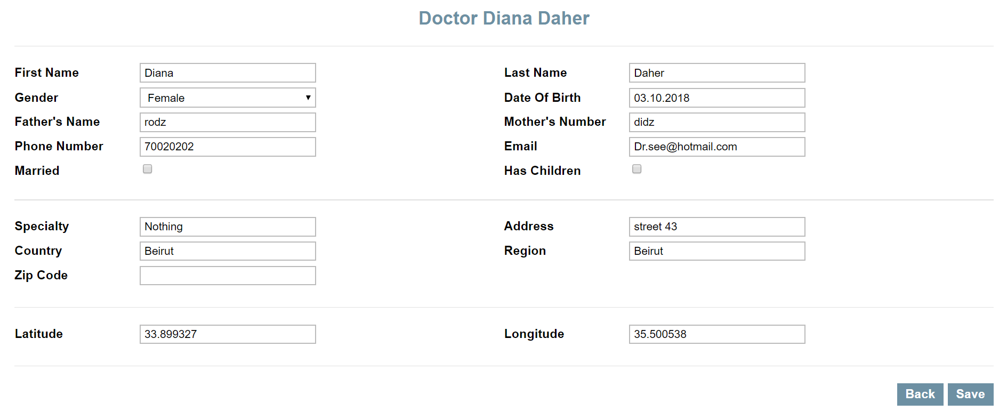 Doctor Diana Daher
First Name Diana Last Name Daher
Gender Female Date Of Birth 03.10.2018
Father's Name rodz Mother's Number didz
Phone Number 70020202 Email Dr.see@hotmail.com
Married Has Children
Specialty Nothing Address street 43
Country Beirut Region Beirut
Zip Code
Latitude 33.899327 Longitude 35.500538
Back Save